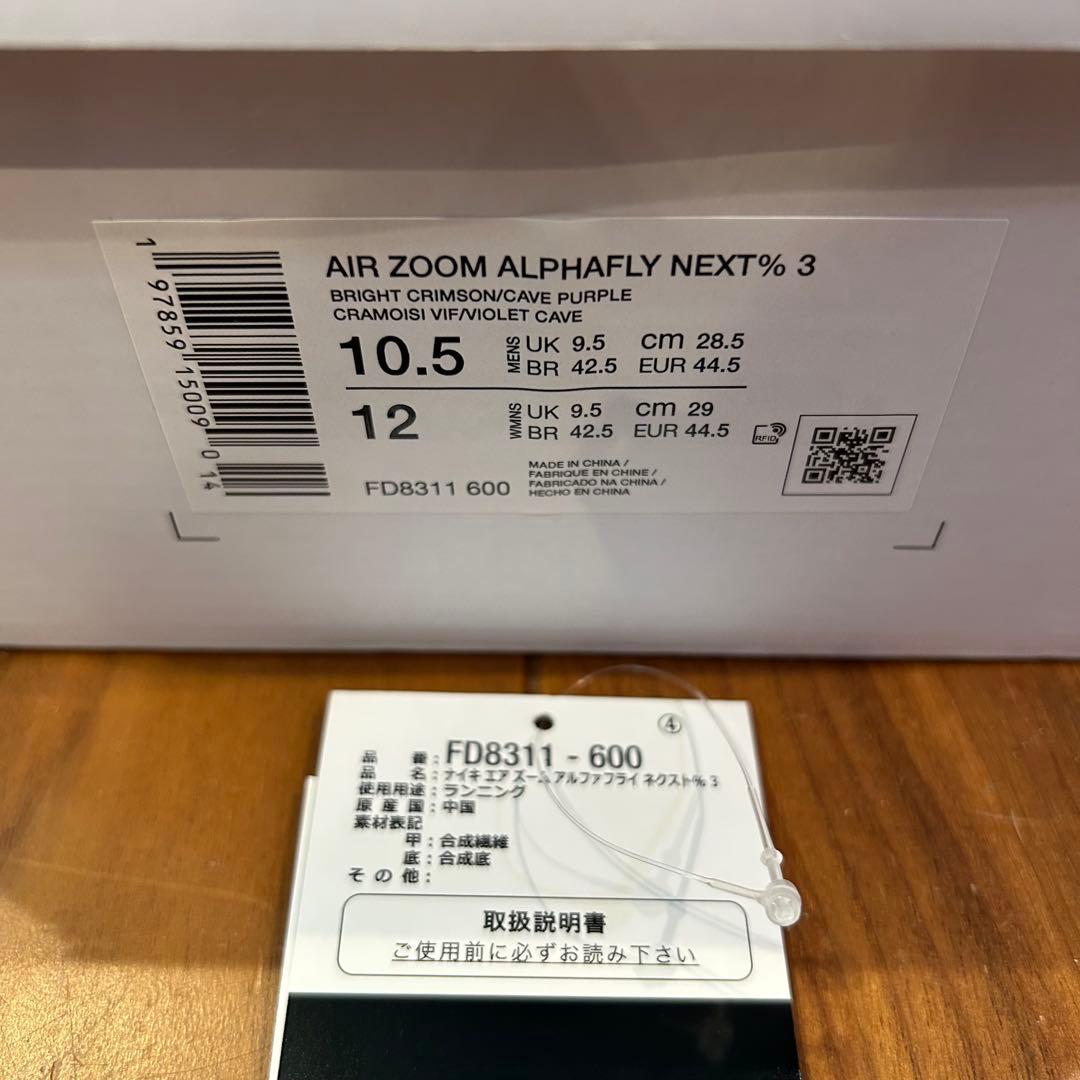 AIR ZOOM ALPHAFLY NEXT% 3
BRIGHT CRIMSON/CAVE PURPLE
CRAMOISI VIF/VIOLET CAVE
10.5 MENS UK 9.5 cm 28.5
BR 42.5 EUR 44.5
12 WMNS UK 9.5 cm 29
BR 42.5 EUR 44.5
RFID
MADE IN CHINA /
FABRIQUE EN CHINE /
FABRICADO NA CHINA /
HECHO EN CHINA
FD8311 600
1 97859 15009 0 14
④
品 番 : FD8311 - 600
品 名 : ナイキ エア ズーム アルファフライ ネクスト% 3
使用用途 : ランニング
原 産 国 : 中国
素材表記
甲 : 合成繊維
底 : 合成底
そ の 他 :
取扱説明書
ご使用前に必ずお読み下さい